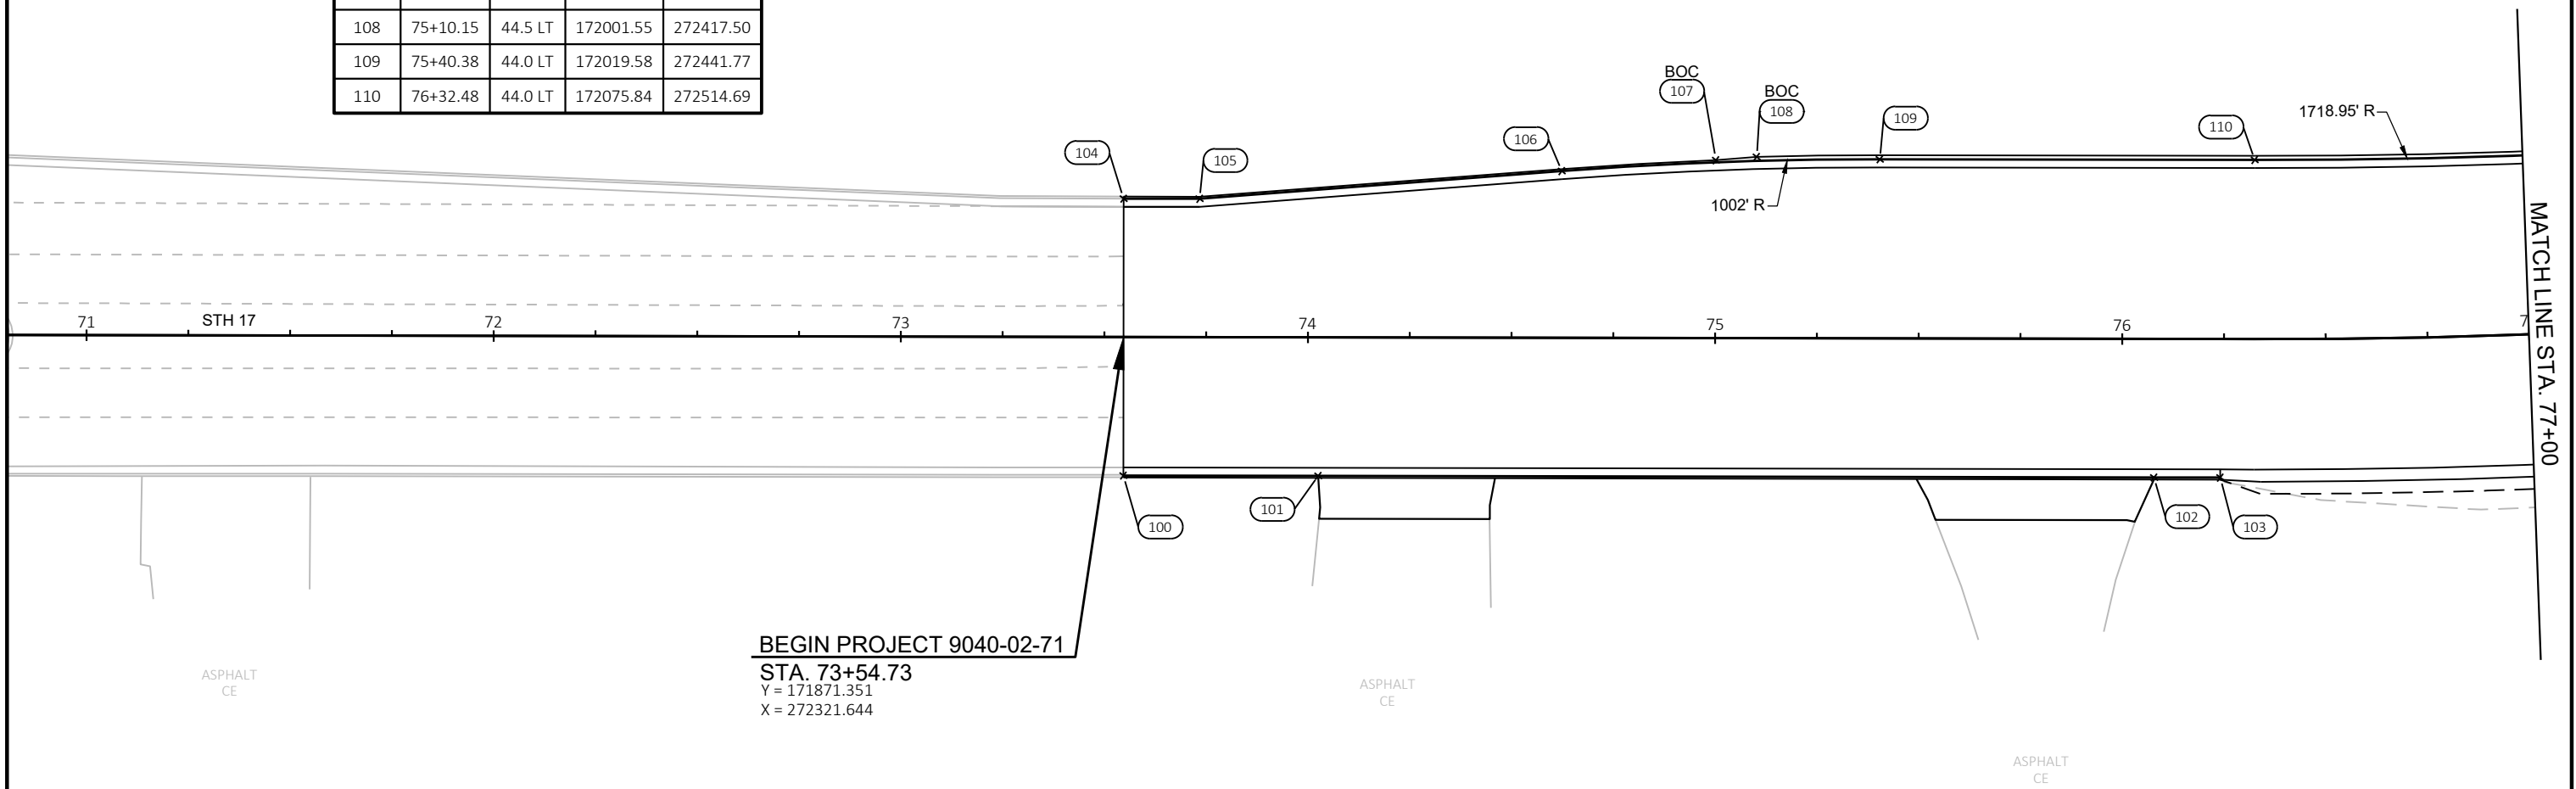 108 75+10.15 44.5 LT 172001.55 272417.50
109 75+40.38 44.0 LT 172019.58 272441.77
110 76+32.48 44.0 LT 172075.84 272514.69
BOC
107
BOC
108
109
110
1718.95' R
104
105
106
1002' R
71 STH 17 72 73 74 75 76 7
MATCH LINE STA. 77+00
100
101
102
103
BEGIN PROJECT 9040-02-71
STA. 73+54.73
Y = 171871.351
X = 272321.644
ASPHALT
CE
ASPHALT
CE
ASPHALT
CE